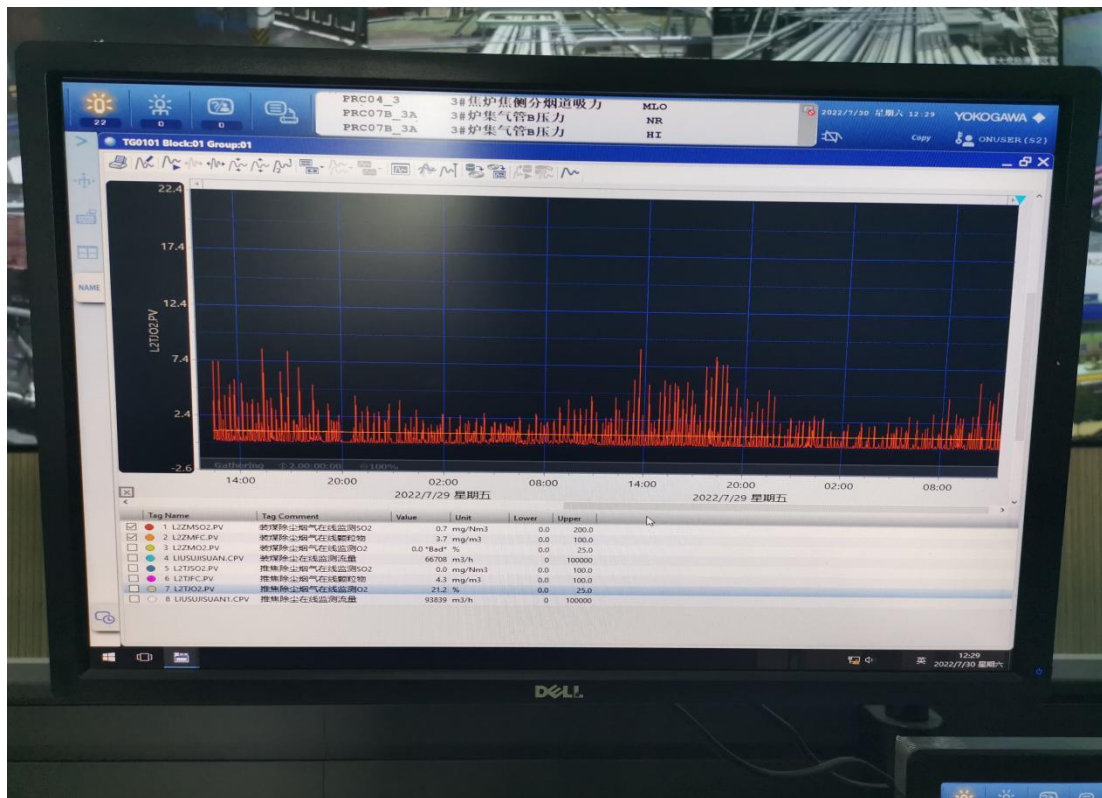 PRC04_3 3#焦炉焦侧分烟道吸力 MLO
PRC07B_3A 3#炉集气管B压力 NR
PRC07B_3A 3#炉集气管B压力 HI
2022/7/30 星期六 12:29
YOKOGAWA
22 0 0
Copy
ONUSER (S2)
TG0101 Block:01 Group:01
NAME
L2TJO2.PV
22.4
17.4
12.4
7.4
2.4
-2.6
Gathering 2.00:00:00 100%
14:00 20:00 02:00 08:00 14:00 20:00 02:00 08:00
2022/7/29 星期五 2022/7/29 星期五
Tag Name Tag Comment Value Unit Lower Upper
1 L2ZMSO2.PV 装煤除尘烟气在线监测SO2 0.7 mg/Nm3 0.0 200.0
2 L2ZMFC.PV 装煤除尘烟气在线颗粒物 3.7 mg/m3 0.0 100.0
3 L2ZMO2.PV 装煤除尘烟气在线监测O2 0.0 *Bad* % 0.0 25.0
4 LIUSUJISUAN.CPV 装煤除尘在线监测流量 66708 m3/h 0 100000
5 L2TJSO2.PV 推焦除尘烟气在线监测SO2 0.0 mg/Nm3 0.0 100.0
6 L2TJFC.PV 推焦除尘烟气在线颗粒物 4.3 mg/m3 0.0 100.0
7 L2TJO2.PV 推焦除尘烟气在线监测O2 21.2 % 0.0 25.0
8 LIUSUJISUAN1.CPV 推焦除尘在线监测流量 93839 m3/h 0 100000
英
12:29
2022/7/30 星期六
DELL